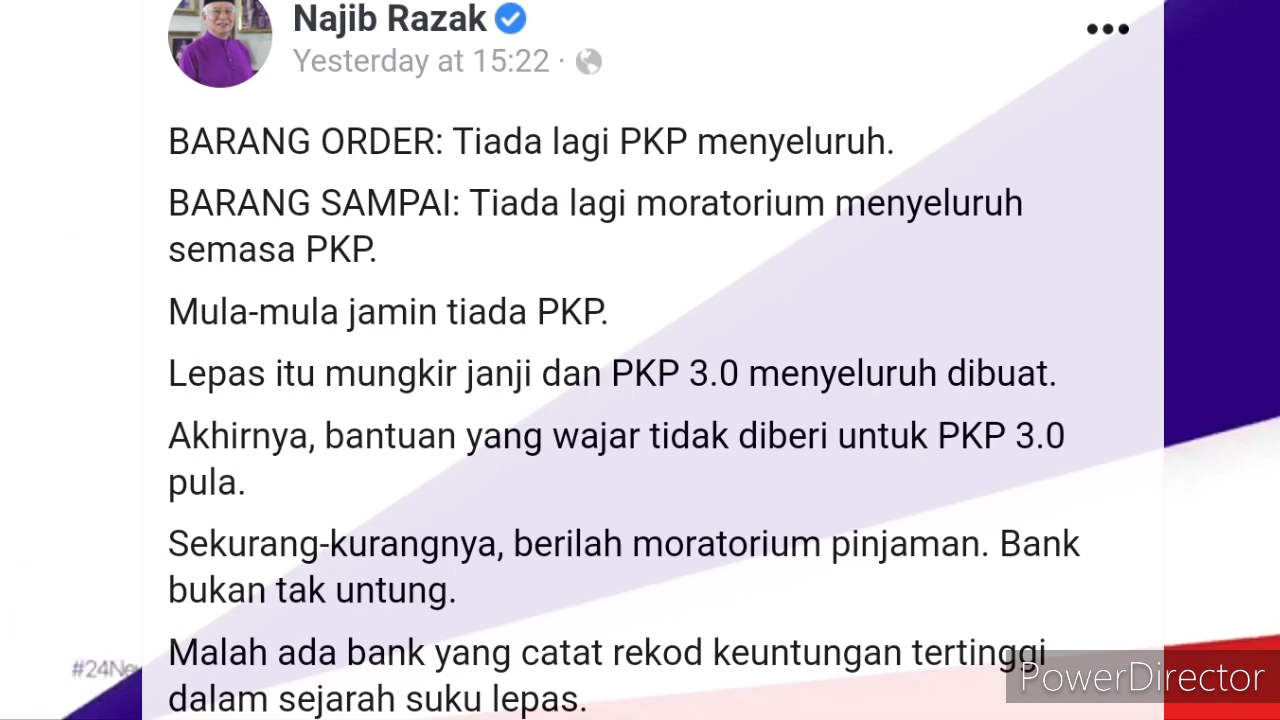 Najib Razak
Yesterday at 15:22 ·
BARANG ORDER: Tiada lagi PKP menyeluruh.
BARANG SAMPAI: Tiada lagi moratorium menyeluruh
semasa PKP.
Mula-mula jamin tiada PKP.
Lepas itu mungkir janji dan PKP 3.0 menyeluruh dibuat.
Akhirnya, bantuan yang wajar tidak diberi untuk PKP 3.0
pula.
Sekurang-kurangnya, berilah moratorium pinjaman. Bank
bukan tak untung.
Malah ada bank yang catat rekod keuntungan tertinggi
dalam sejarah suku lepas.
PowerDirector